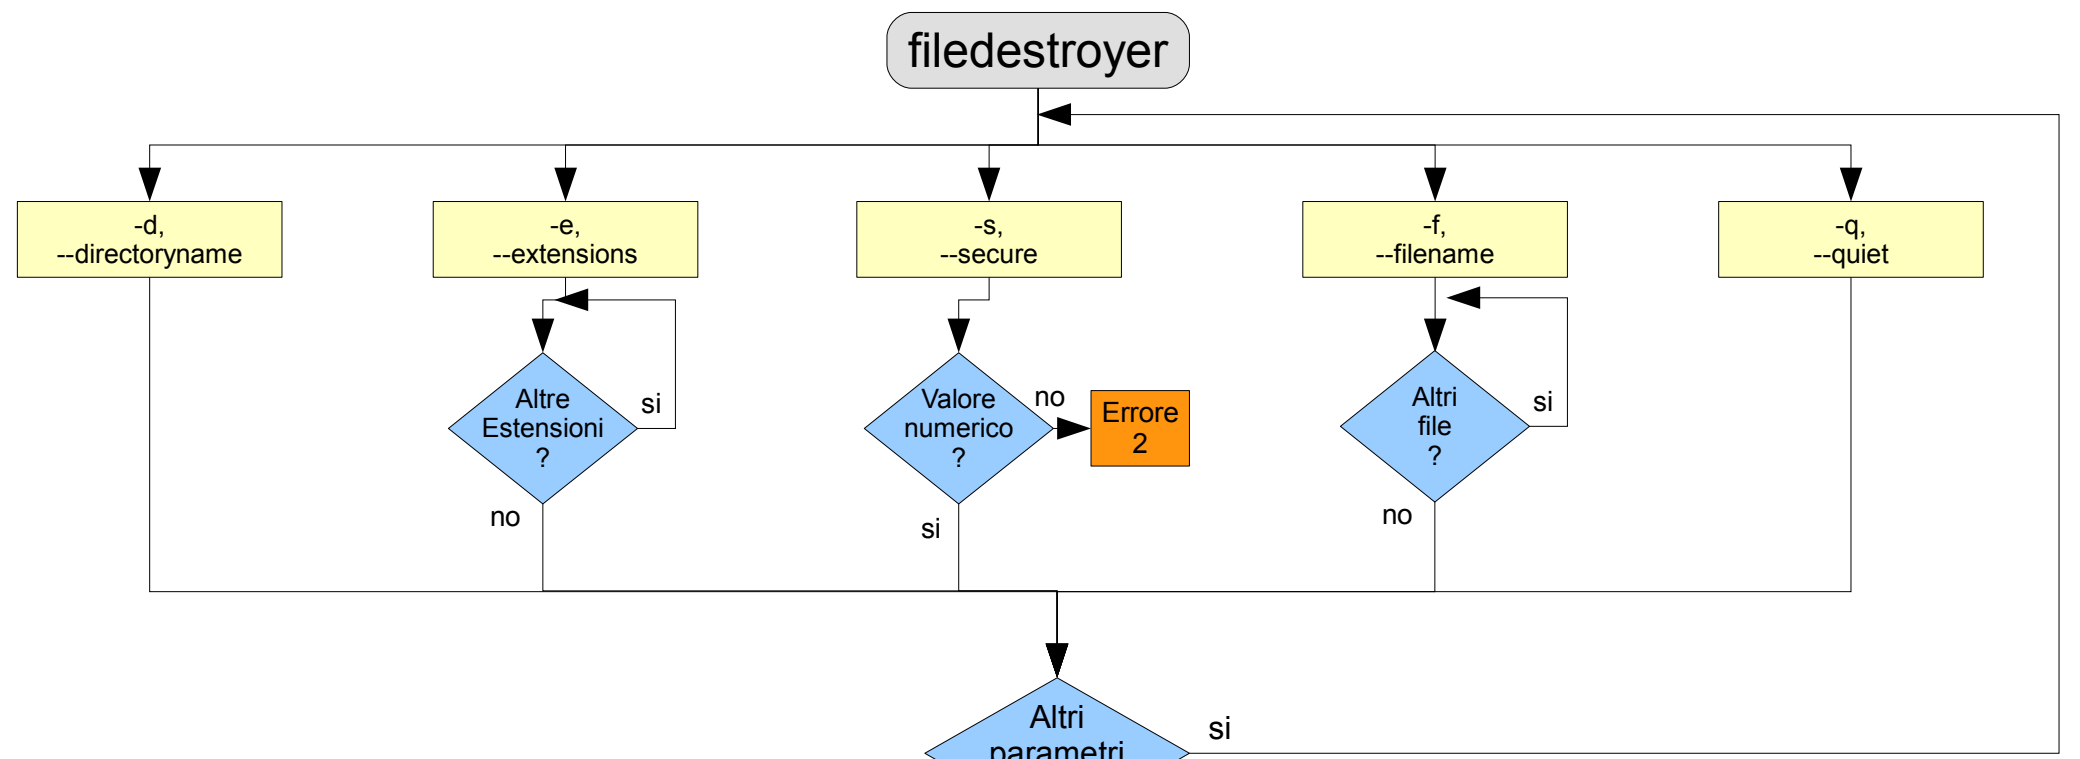 filedestroyer
-d,
--directoryname
-e,
--extensions
-s,
--secure
-f,
--filename
-q,
--quiet
Altre
Estensioni
?
si
no
Valore
numerico
?
no
si
Errore
2
Altri
file
?
si
no
Altri
parametri
si